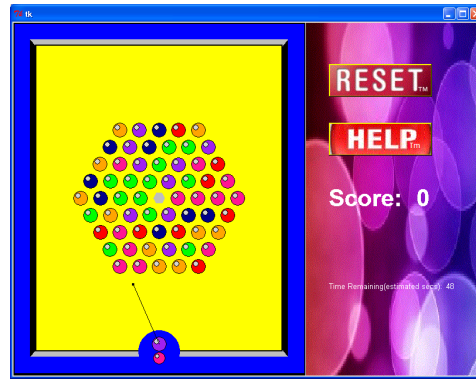 tk
RESET TM
HELP Tm
Score: 0
Time Remaining(estimated secs): 48